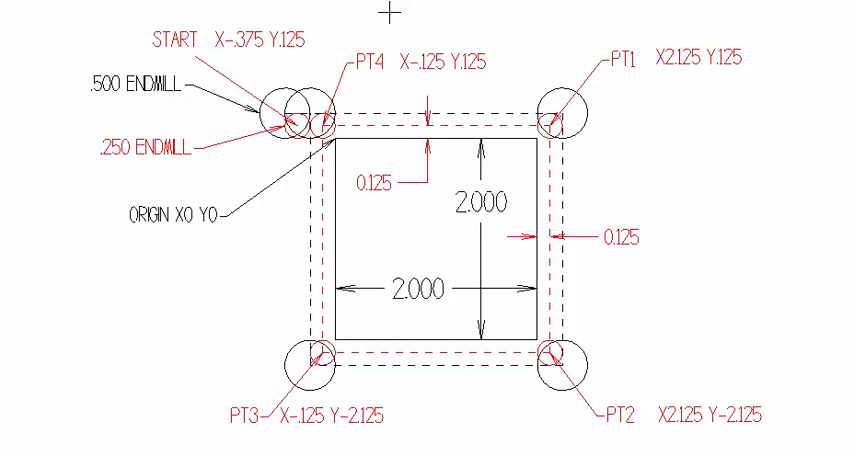 START X-.375 Y.125
PT4 X-.125 Y.125
PT1 X2.125 Y.125
.500 ENDMILL
.250 ENDMILL
0.125
2.000
ORIGIN X0 Y0
0.125
2.000
PT3 X-.125 Y-2.125
PT2 X2.125 Y-2.125